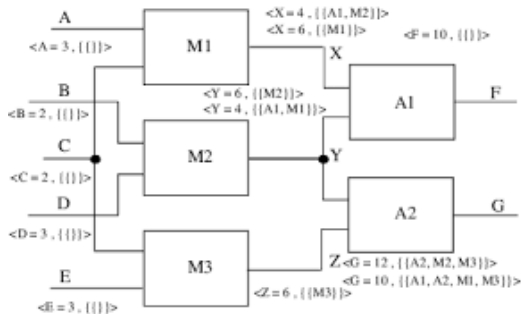 A
<A = 3 , {{}}>
M1
<X = 4 , {{A1, M2}}>
<X = 6 , {{M1}}>
X
<F = 10 , {{}}>
B
<B = 2 , {{}}>
<Y = 6 , {{M2}}>
<Y = 4 , {{A1, M1}}>
A1
F
C
<C = 2 , {{}}>
M2
Y
D
<D = 3 , {{}}>
A2
G
E
<E = 3 , {{}}>
M3
Z
<Z = 6 , {{M3}}>
<G = 12 , {{A2, M2, M3}}>
<G = 10 , {{A1, A2, M1, M3}}>